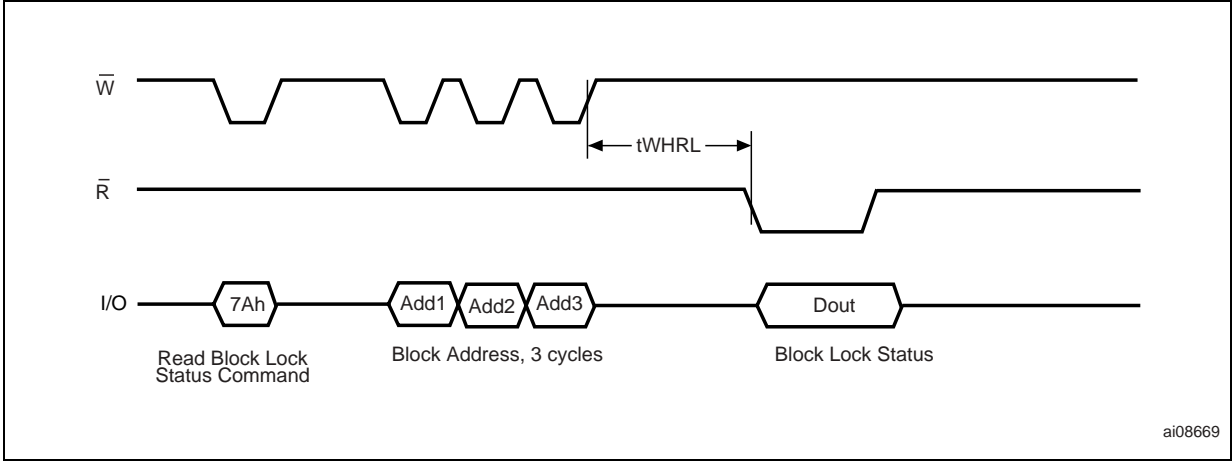 W̅
tWHRL
R̅
I/O
7Ah
Add1
Add2
Add3
Dout
Read Block Lock
Status Command
Block Address, 3 cycles
Block Lock Status
ai08669